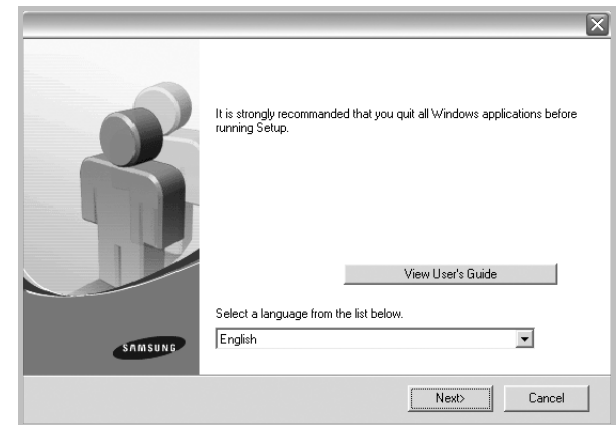 It is strongly recommanded that you quit all Windows applications before
running Setup.
View User's Guide
Select a language from the list below.
SAMSUNG
English
Next>
Cancel